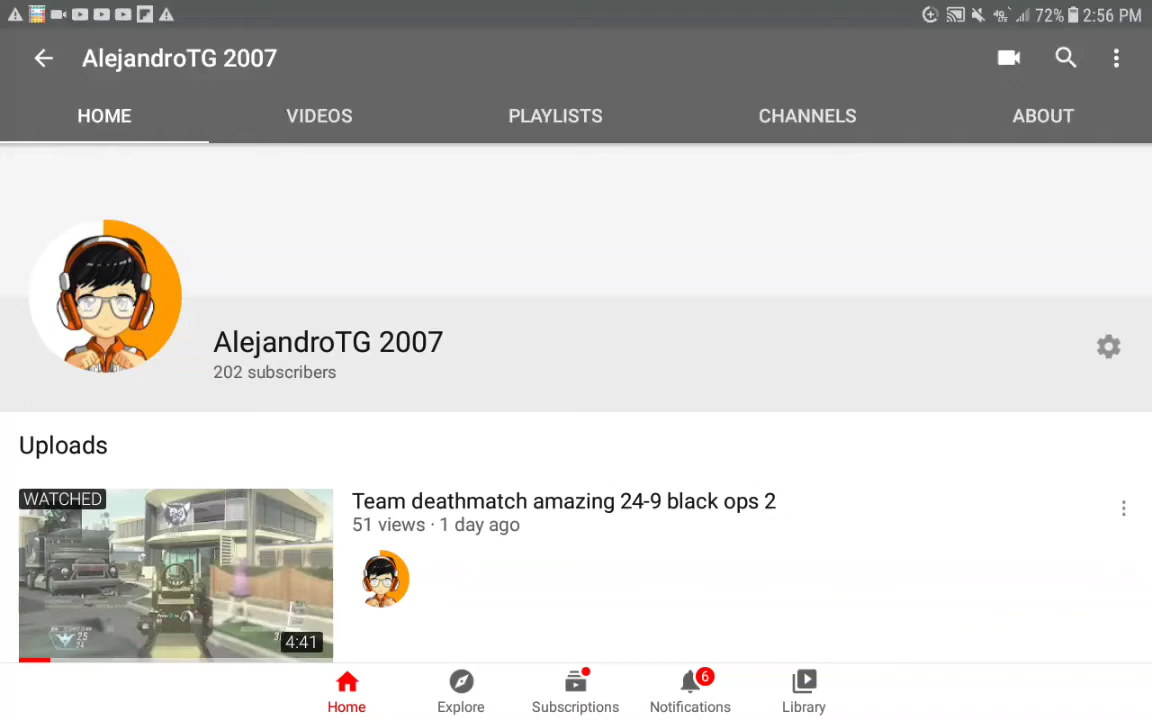 72% 2:56 PM
AlejandroTG 2007
HOME VIDEOS PLAYLISTS CHANNELS ABOUT
AlejandroTG 2007
202 subscribers
Uploads
WATCHED
Team deathmatch amazing 24-9 black ops 2
51 views · 1 day ago
4:41
6
Home Explore Subscriptions Notifications Library